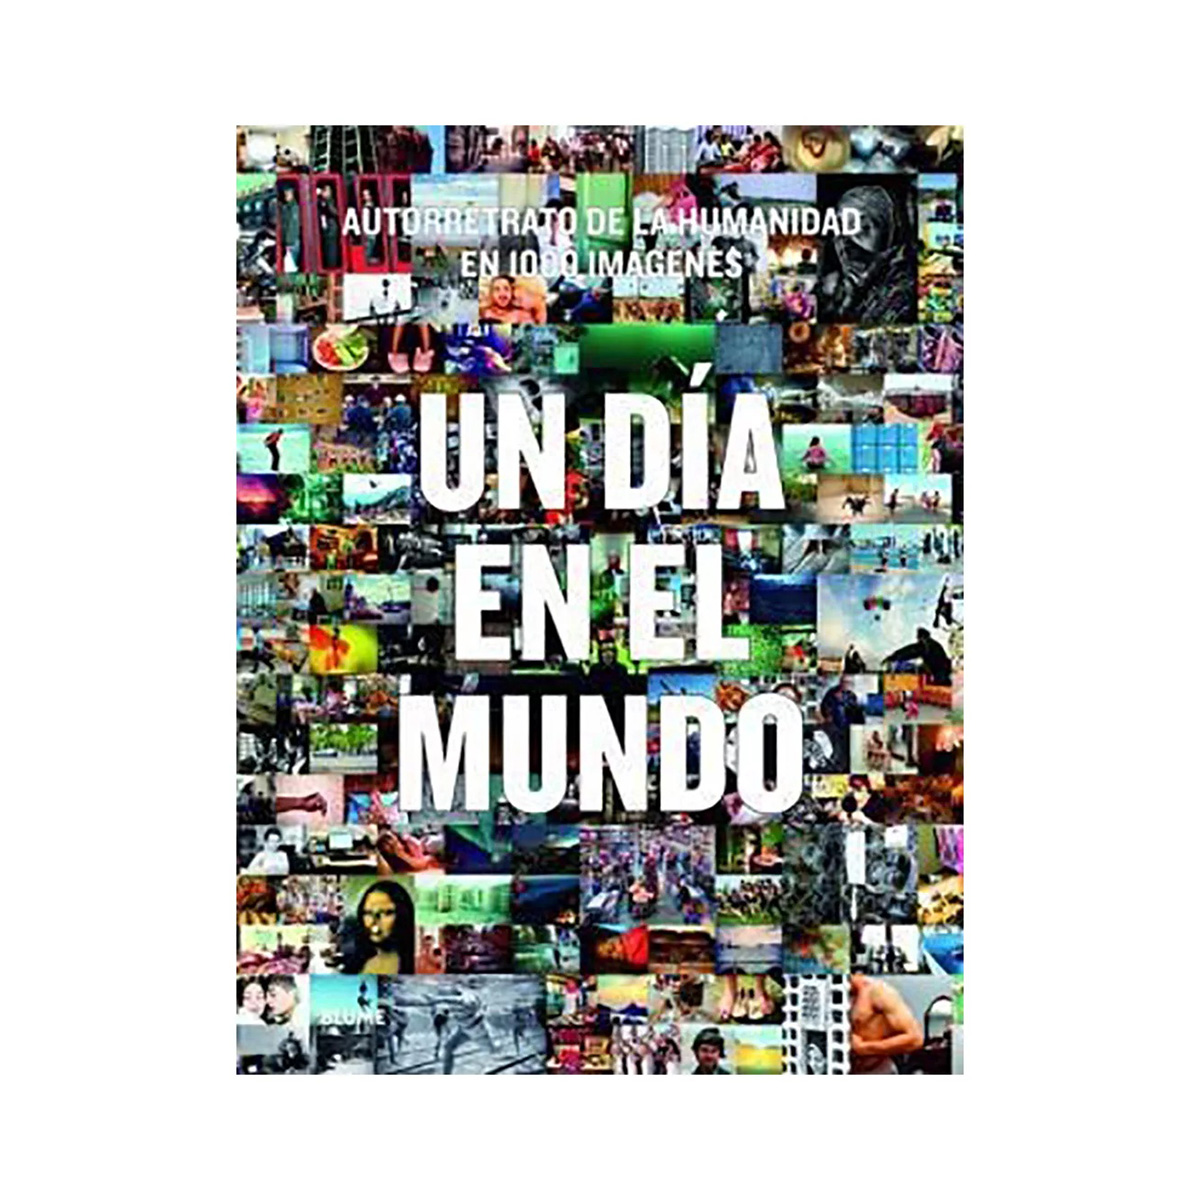 AUTORRETRATO DE LA HUMANIDAD
EN 1000 IMÁGENES
UN DÍA
EN EL
MUNDO
BLUME